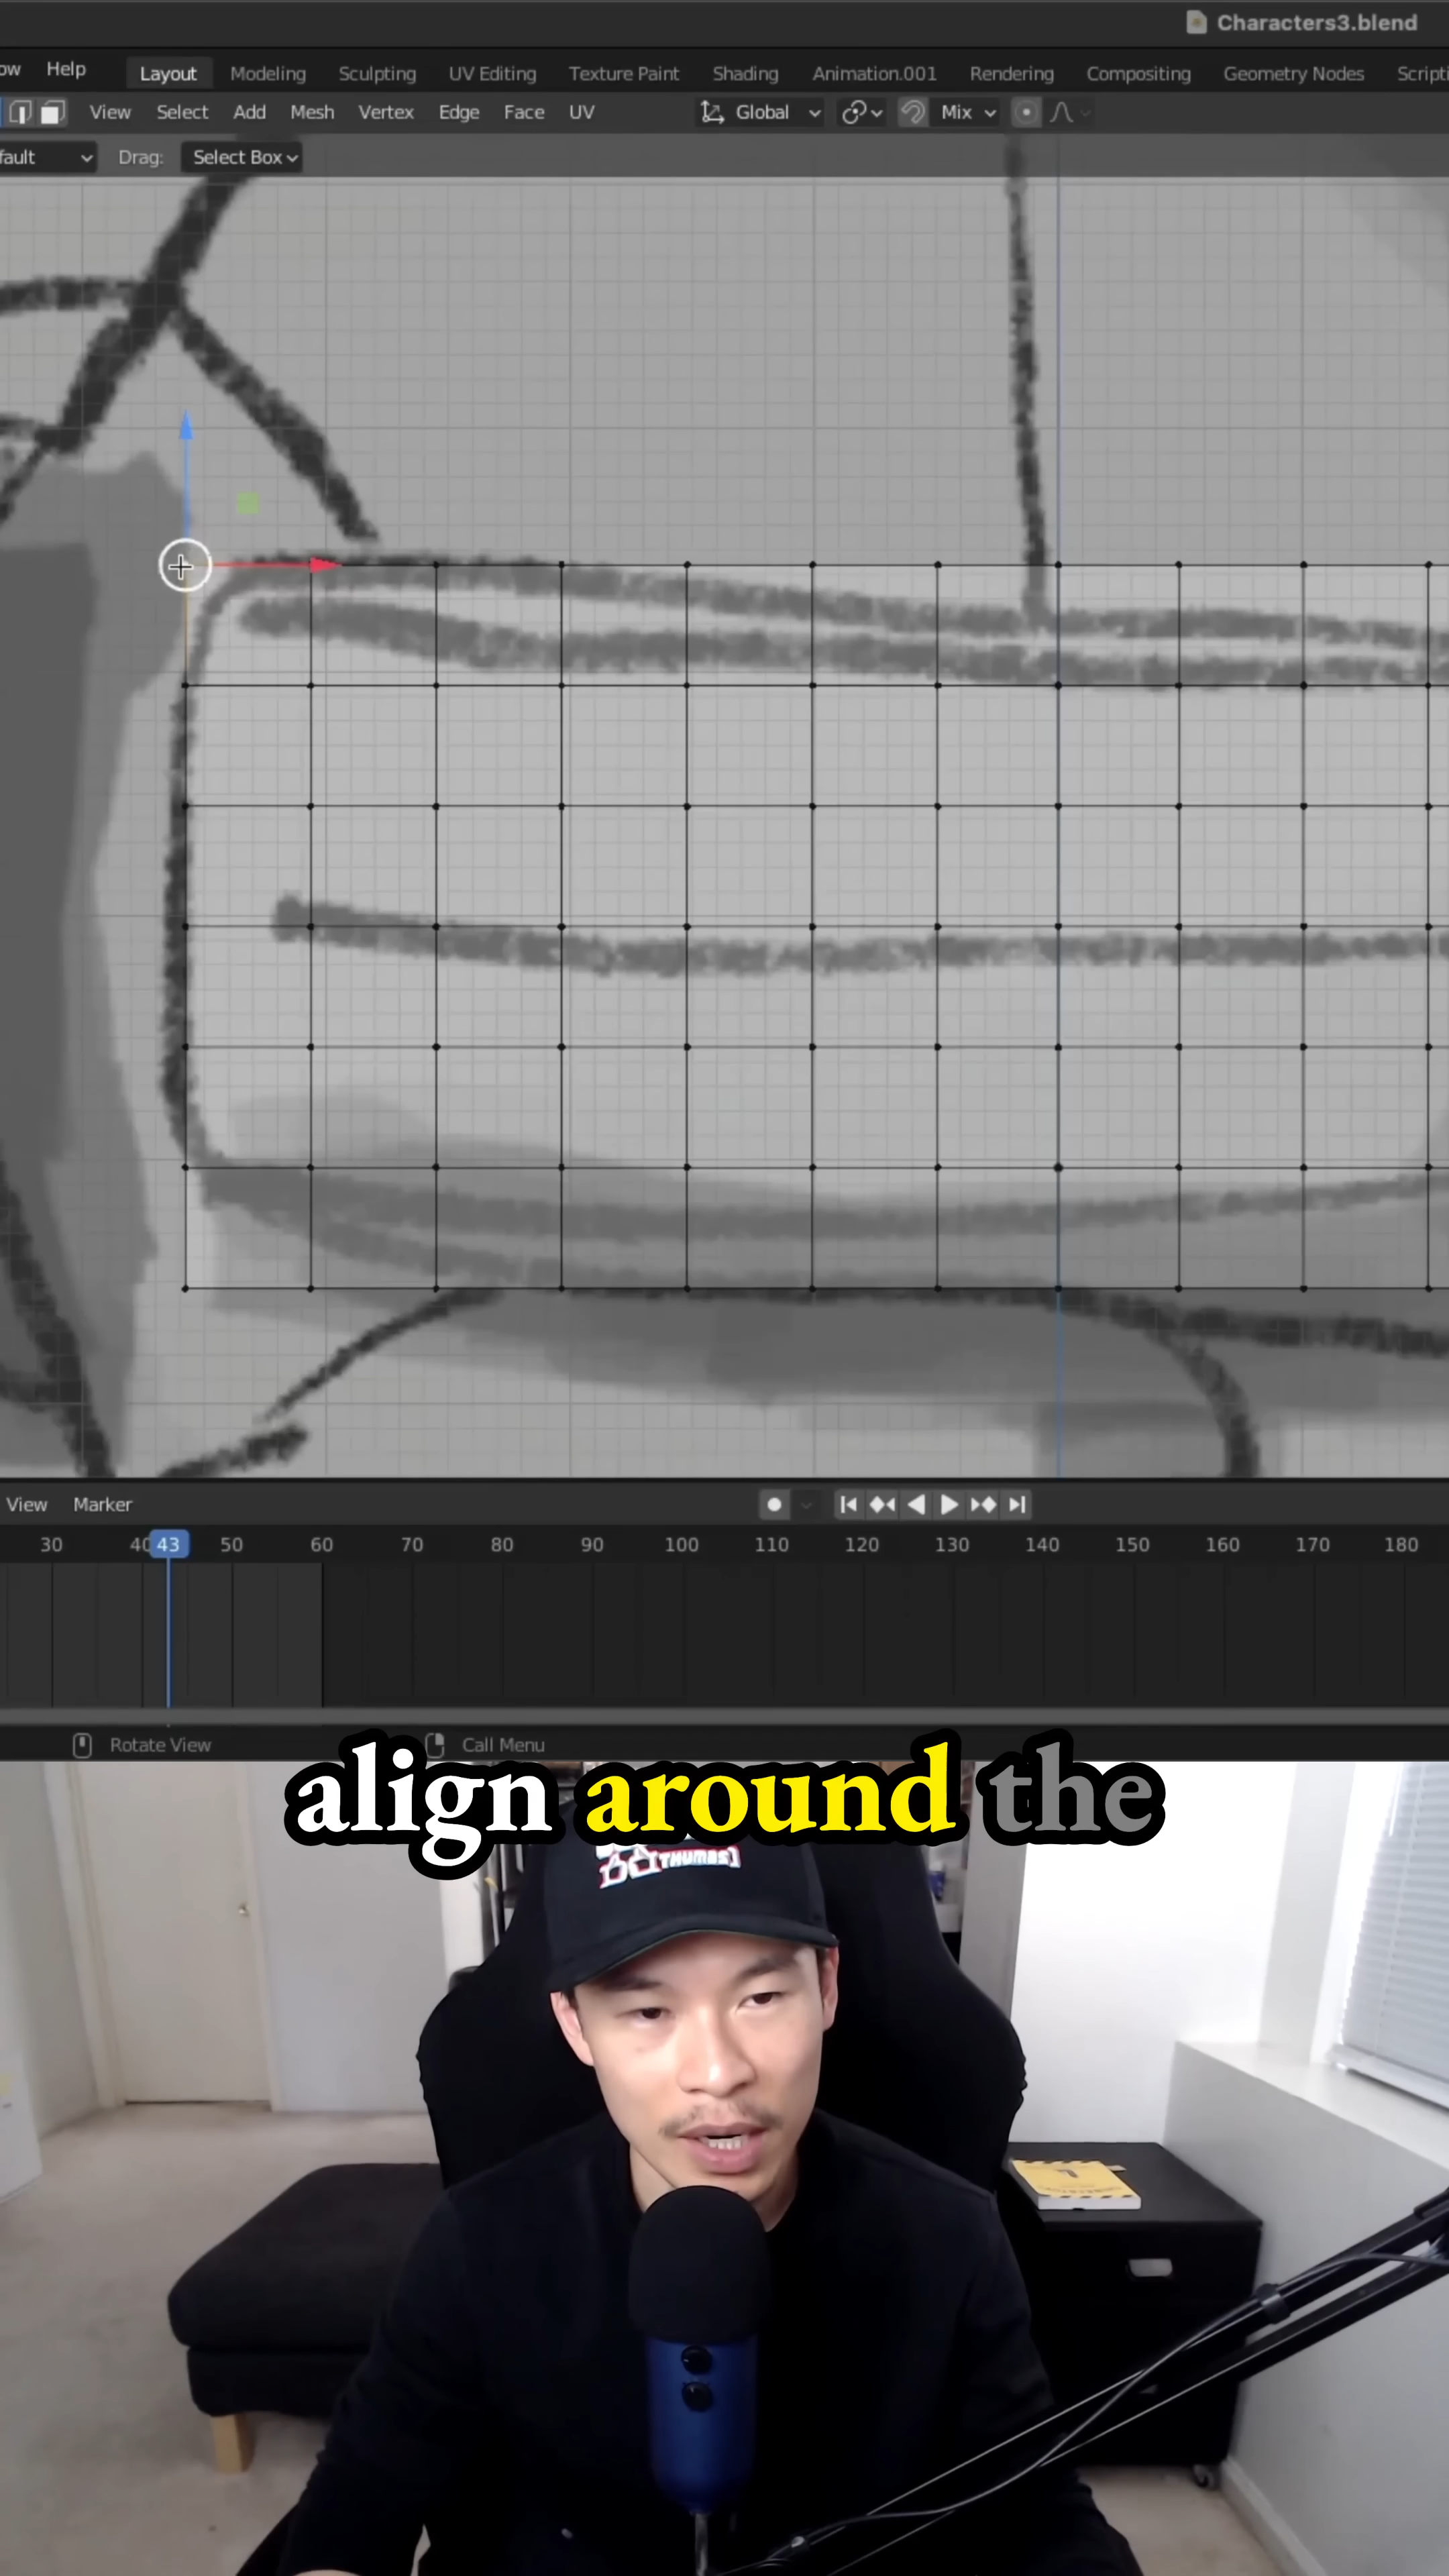 Characters3.blend
ow Help Layout Modeling Sculpting UV Editing Texture Paint Shading Animation.001 Rendering Compositing Geometry Nodes Scripti
View Select Add Mesh Vertex Edge Face UV Global Mix
fault Drag: Select Box
View Marker
30 40 43 50 60 70 80 90 100 110 120 130 140 150 160 170 180
Rotate View Call Menu
align around the
THUMBS